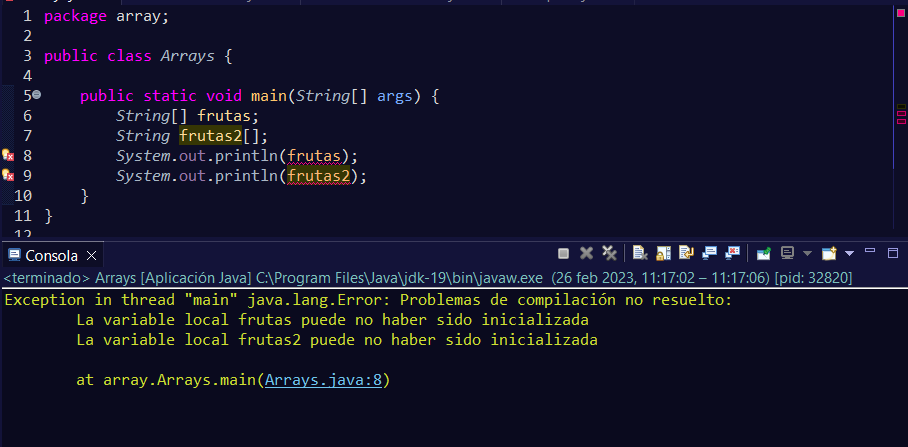 1 package array;
2
3 public class Arrays {
4
5 public static void main(String[] args) {
6 String[] frutas;
7 String frutas2[];
8 System.out.println(frutas);
9 System.out.println(frutas2);
10 }
11 }
12
Consola
<terminado> Arrays [Aplicación Java] C:\Program Files\Java\jdk-19\bin\javaw.exe (26 feb 2023, 11:17:02 – 11:17:06) [pid: 32820]
Exception in thread "main" java.lang.Error: Problemas de compilación no resuelto:
La variable local frutas puede no haber sido inicializada
La variable local frutas2 puede no haber sido inicializada
at array.Arrays.main(Arrays.java:8)